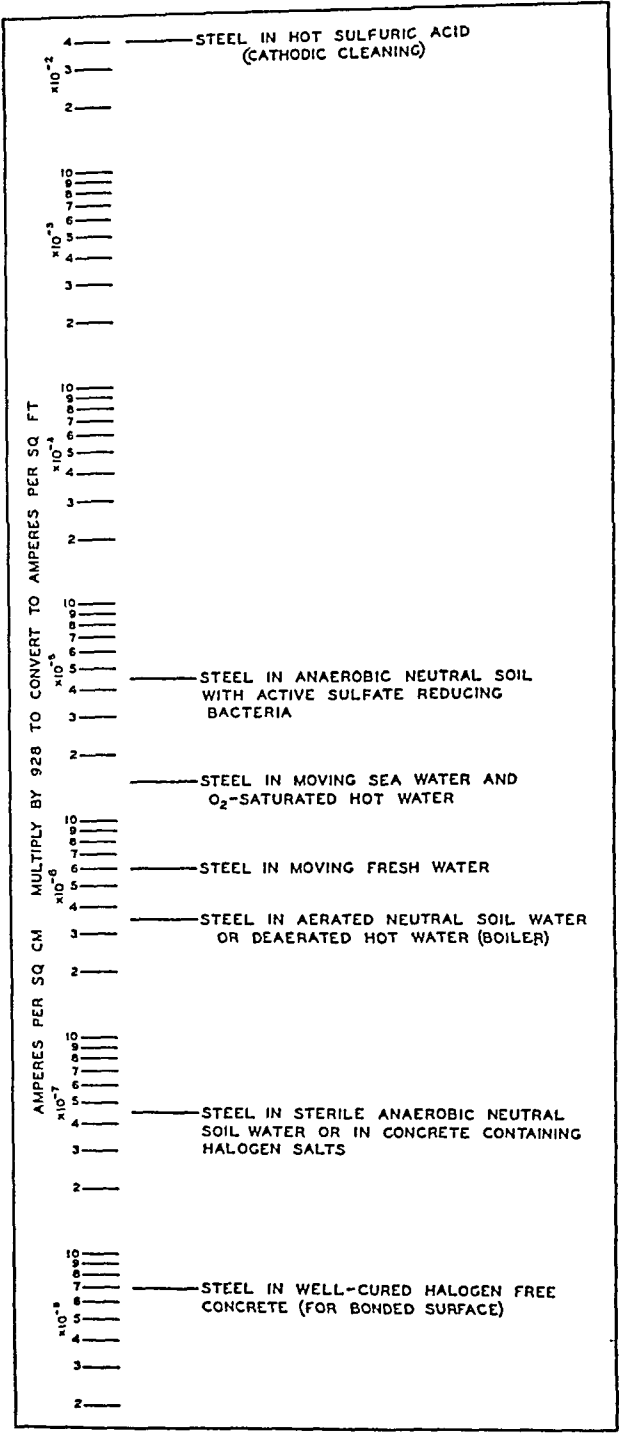 STEEL IN HOT SULFURIC ACID
(CATHODIC CLEANING)
4
3
2
x10⁻²
10
9
8
7
6
5
4
3
2
x10⁻³
10
9
8
7
6
5
4
3
2
x10⁻⁴
10
9
8
7
6
5
4
3
2
x10⁻⁵
STEEL IN ANAEROBIC NEUTRAL SOIL
WITH ACTIVE SULFATE REDUCING
BACTERIA
STEEL IN MOVING SEA WATER AND
O₂-SATURATED HOT WATER
10
9
8
7
6
5
4
3
2
x10⁻⁶
STEEL IN MOVING FRESH WATER
STEEL IN AERATED NEUTRAL SOIL WATER
OR DEAERATED HOT WATER (BOILER)
10
9
8
7
6
5
4
3
2
x10⁻⁷
STEEL IN STERILE ANAEROBIC NEUTRAL
SOIL WATER OR IN CONCRETE CONTAINING
HALOGEN SALTS
10
9
8
7
6
5
4
3
2
x10⁻⁸
STEEL IN WELL-CURED HALOGEN FREE
CONCRETE (FOR BONDED SURFACE)
AMPERES PER SQ CM MULTIPLY BY 928 TO CONVERT TO AMPERES PER SQ FT